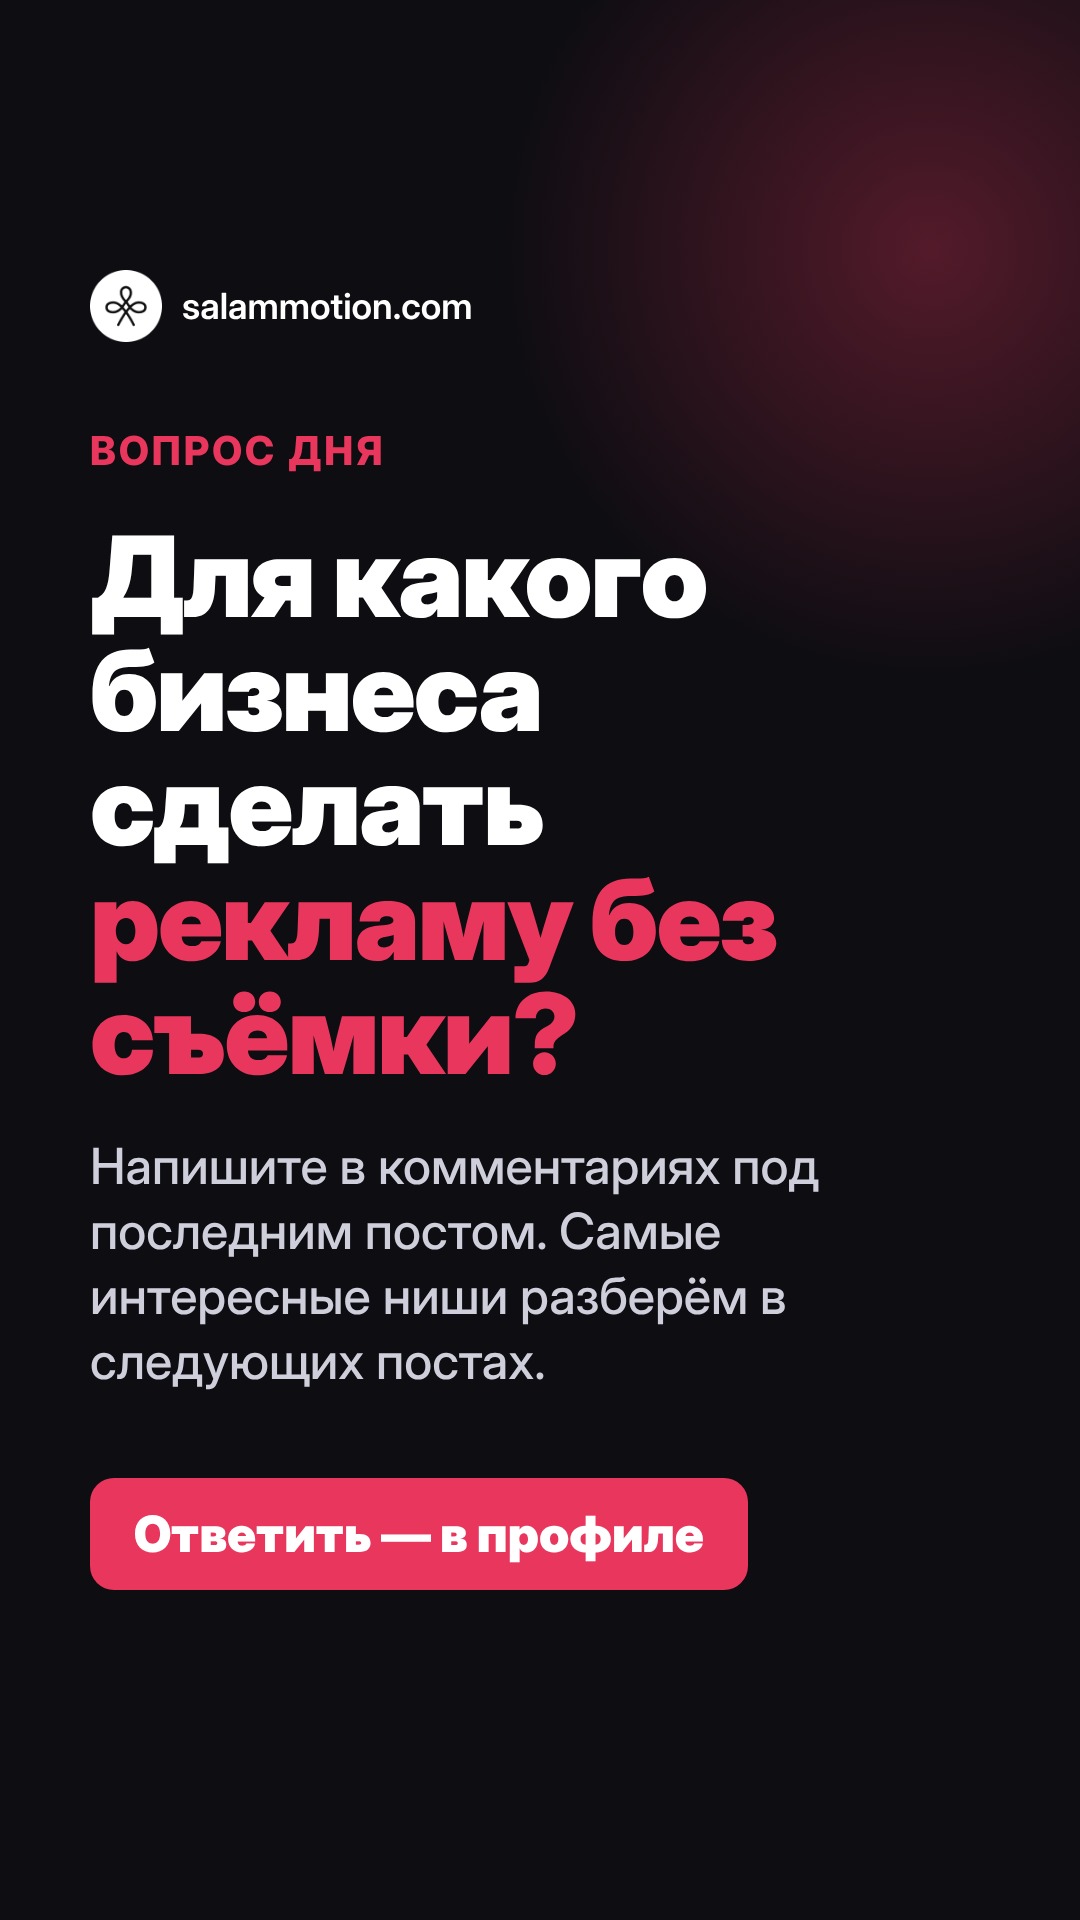 salammotion.com
ВОПРОС ДНЯ
Для какого
бизнеса
сделать
рекламу без
съёмки?
Напишите в комментариях под
последним постом. Самые
интересные ниши разберём в
следующих постах.
Ответить — в профиле